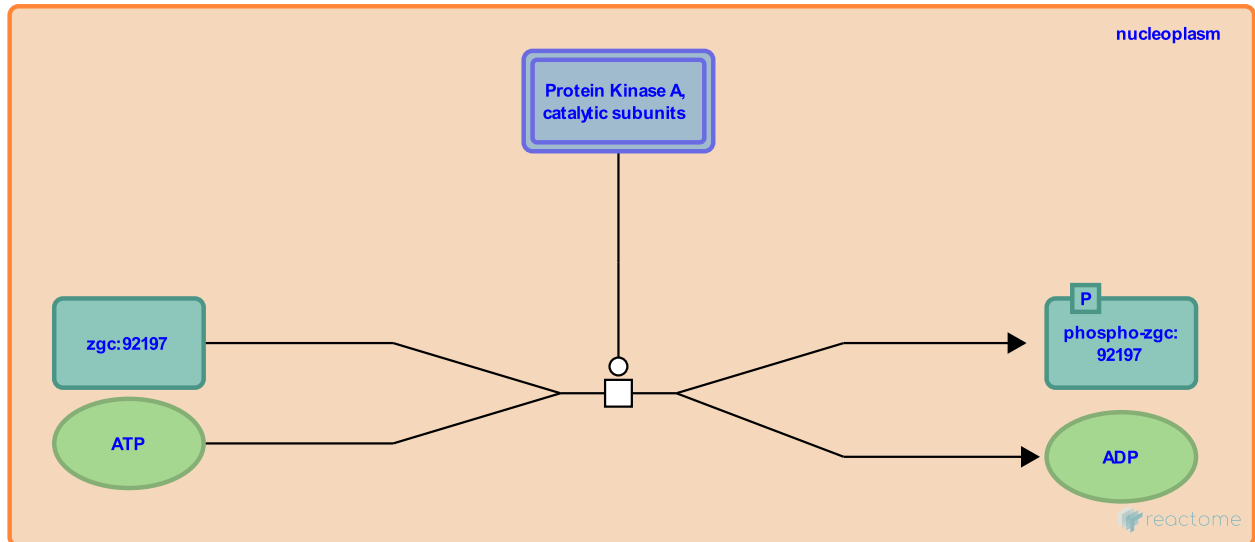 nucleoplasm
Protein Kinase A,
catalytic subunits
zgc:92197
P
phospho-zgc:
92197
ATP
ADP
reactome